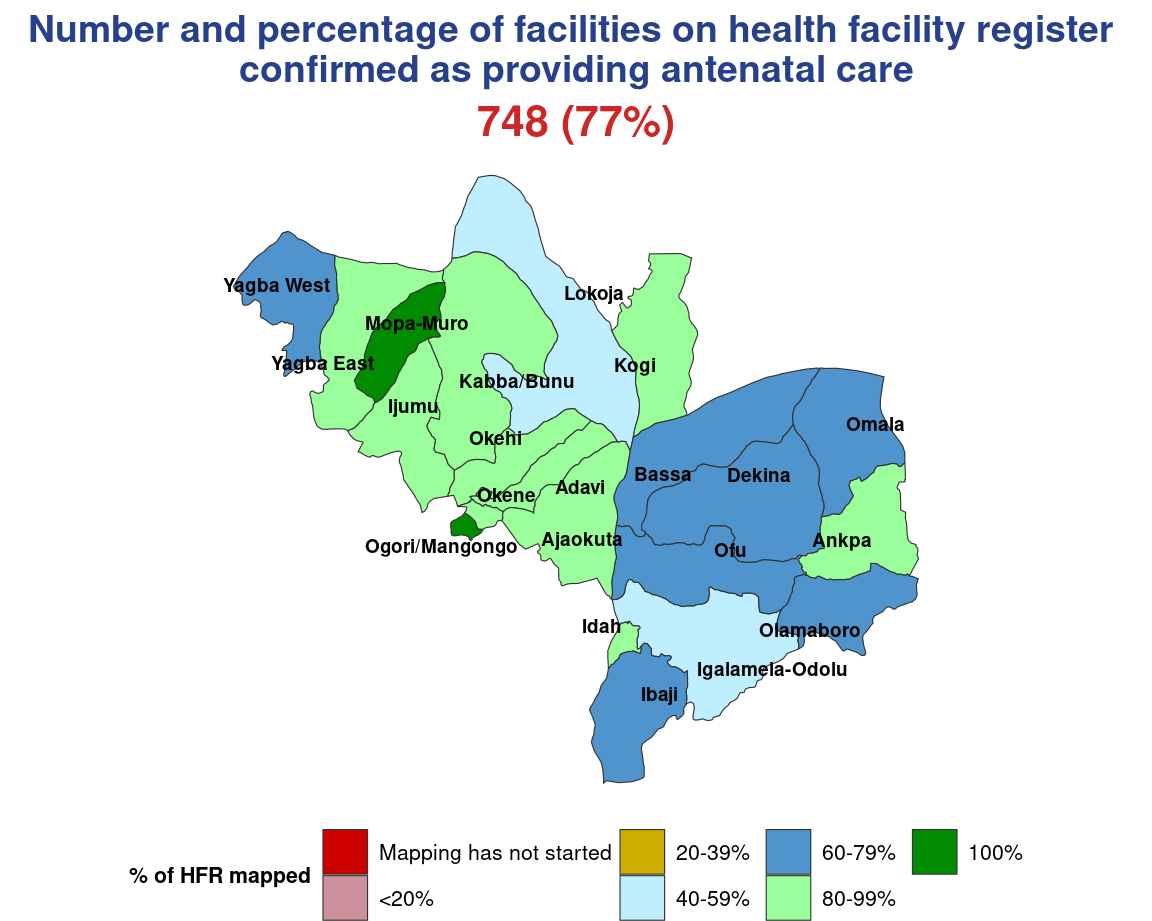 Number and percentage of facilities on health facility register
confirmed as providing antenatal care
748 (77%)
Yagba West
Lokoja
Mopa-Muro
Yagba East
Kogi
Kabba/Bunu
Ijumu
Omala
Okehi
Bassa
Dekina
Adavi
Okene
Ajaokuta
Ankpa
Ogori/Mangongo
Ofu
Idah
Olamaboro
Igalamela-Odolu
Ibaji
% of HFR mapped
Mapping has not started
<20%
20-39%
40-59%
60-79%
80-99%
100%